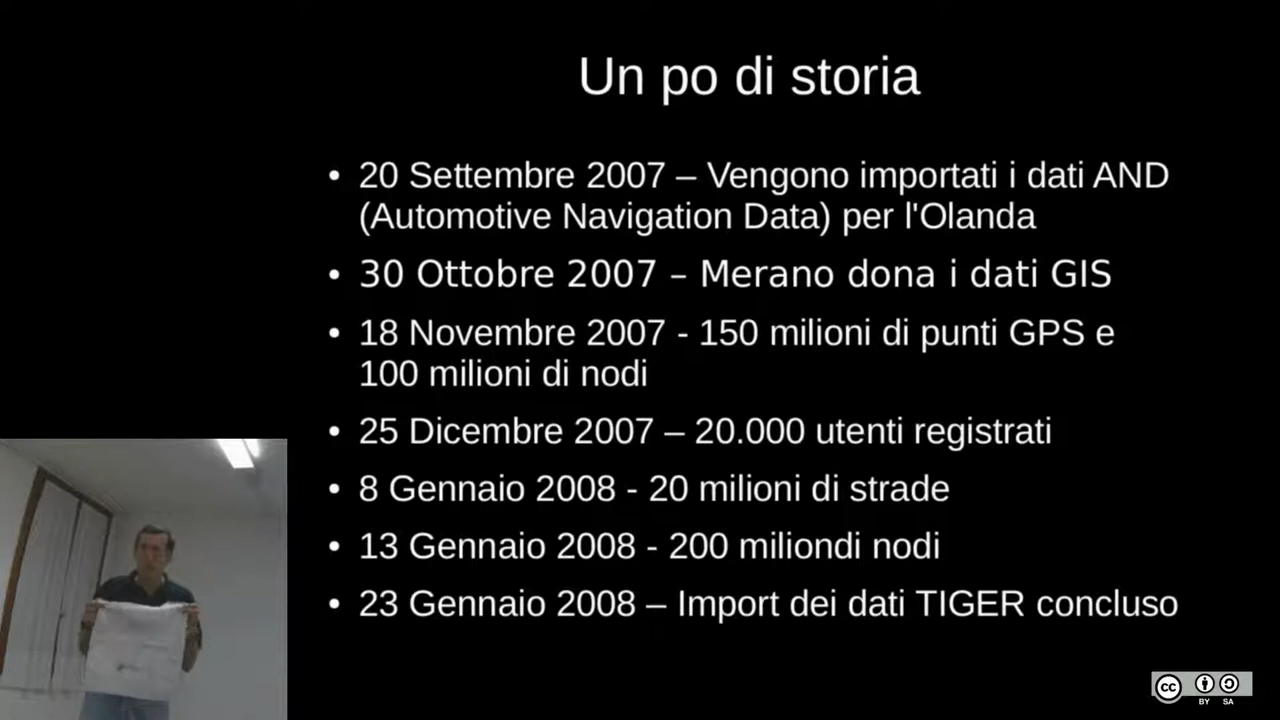 Un po di storia
• 20 Settembre 2007 – Vengono importati i dati AND
(Automotive Navigation Data) per l'Olanda
• 30 Ottobre 2007 – Merano dona i dati GIS
• 18 Novembre 2007 - 150 milioni di punti GPS e
100 milioni di nodi
• 25 Dicembre 2007 – 20.000 utenti registrati
• 8 Gennaio 2008 - 20 milioni di strade
• 13 Gennaio 2008 - 200 miliondi nodi
• 23 Gennaio 2008 – Import dei dati TIGER concluso
cc BY SA